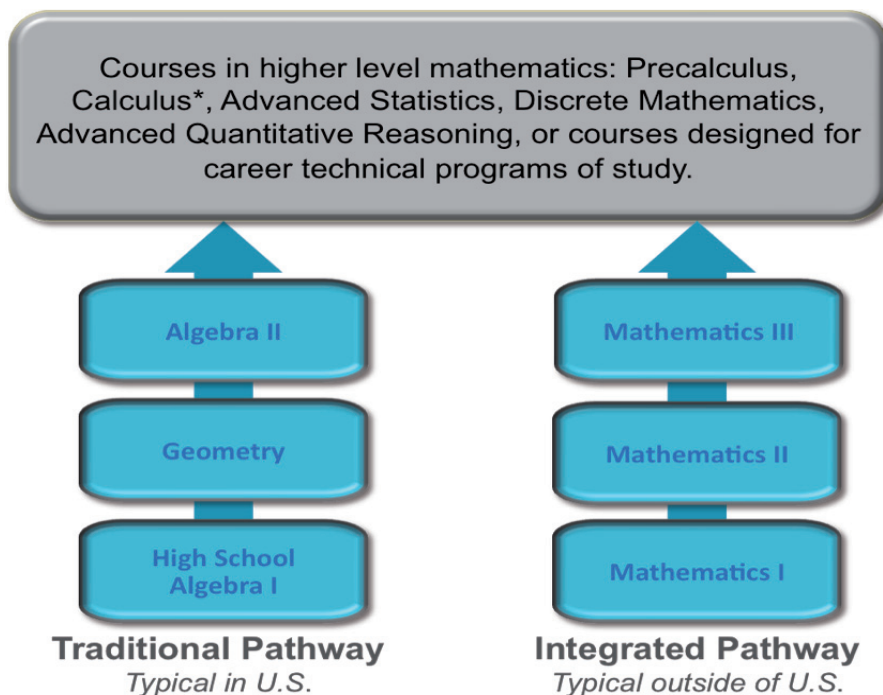 Courses in higher level mathematics: Precalculus,
Calculus*, Advanced Statistics, Discrete Mathematics,
Advanced Quantitative Reasoning, or courses designed for
career technical programs of study.
Algebra II
Geometry
High School
Algebra I
Traditional Pathway
Typical in U.S.
Mathematics III
Mathematics II
Mathematics I
Integrated Pathway
Typical outside of U.S.